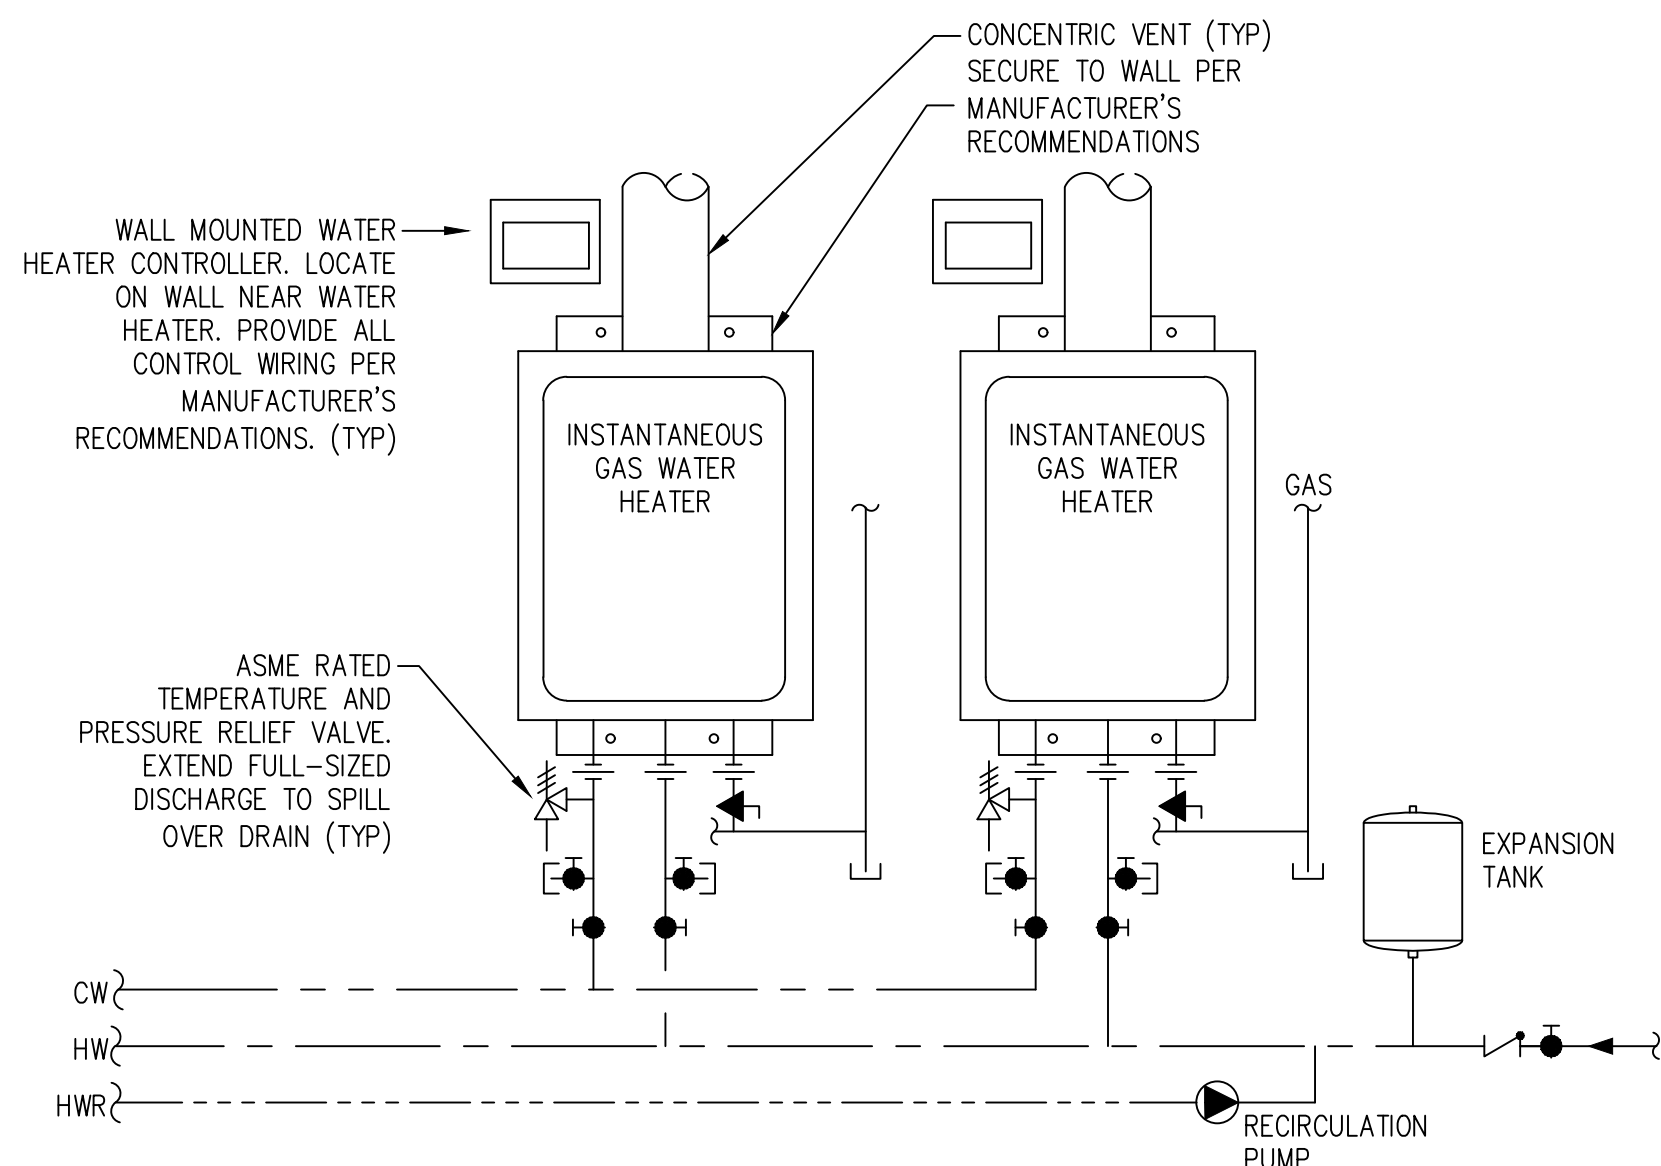 CONCENTRIC VENT (TYP)
SECURE TO WALL PER
MANUFACTURER'S
RECOMMENDATIONS
WALL MOUNTED WATER
HEATER CONTROLLER. LOCATE
ON WALL NEAR WATER
HEATER. PROVIDE ALL
CONTROL WIRING PER
MANUFACTURER'S
RECOMMENDATIONS. (TYP)
INSTANTANEOUS
GAS WATER
HEATER
INSTANTANEOUS
GAS WATER
HEATER
GAS
ASME RATED
TEMPERATURE AND
PRESSURE RELIEF VALVE.
EXTEND FULL-SIZED
DISCHARGE TO SPILL
OVER DRAIN (TYP)
EXPANSION
TANK
CW
HW
HWR
RECIRCULATION
PUMP